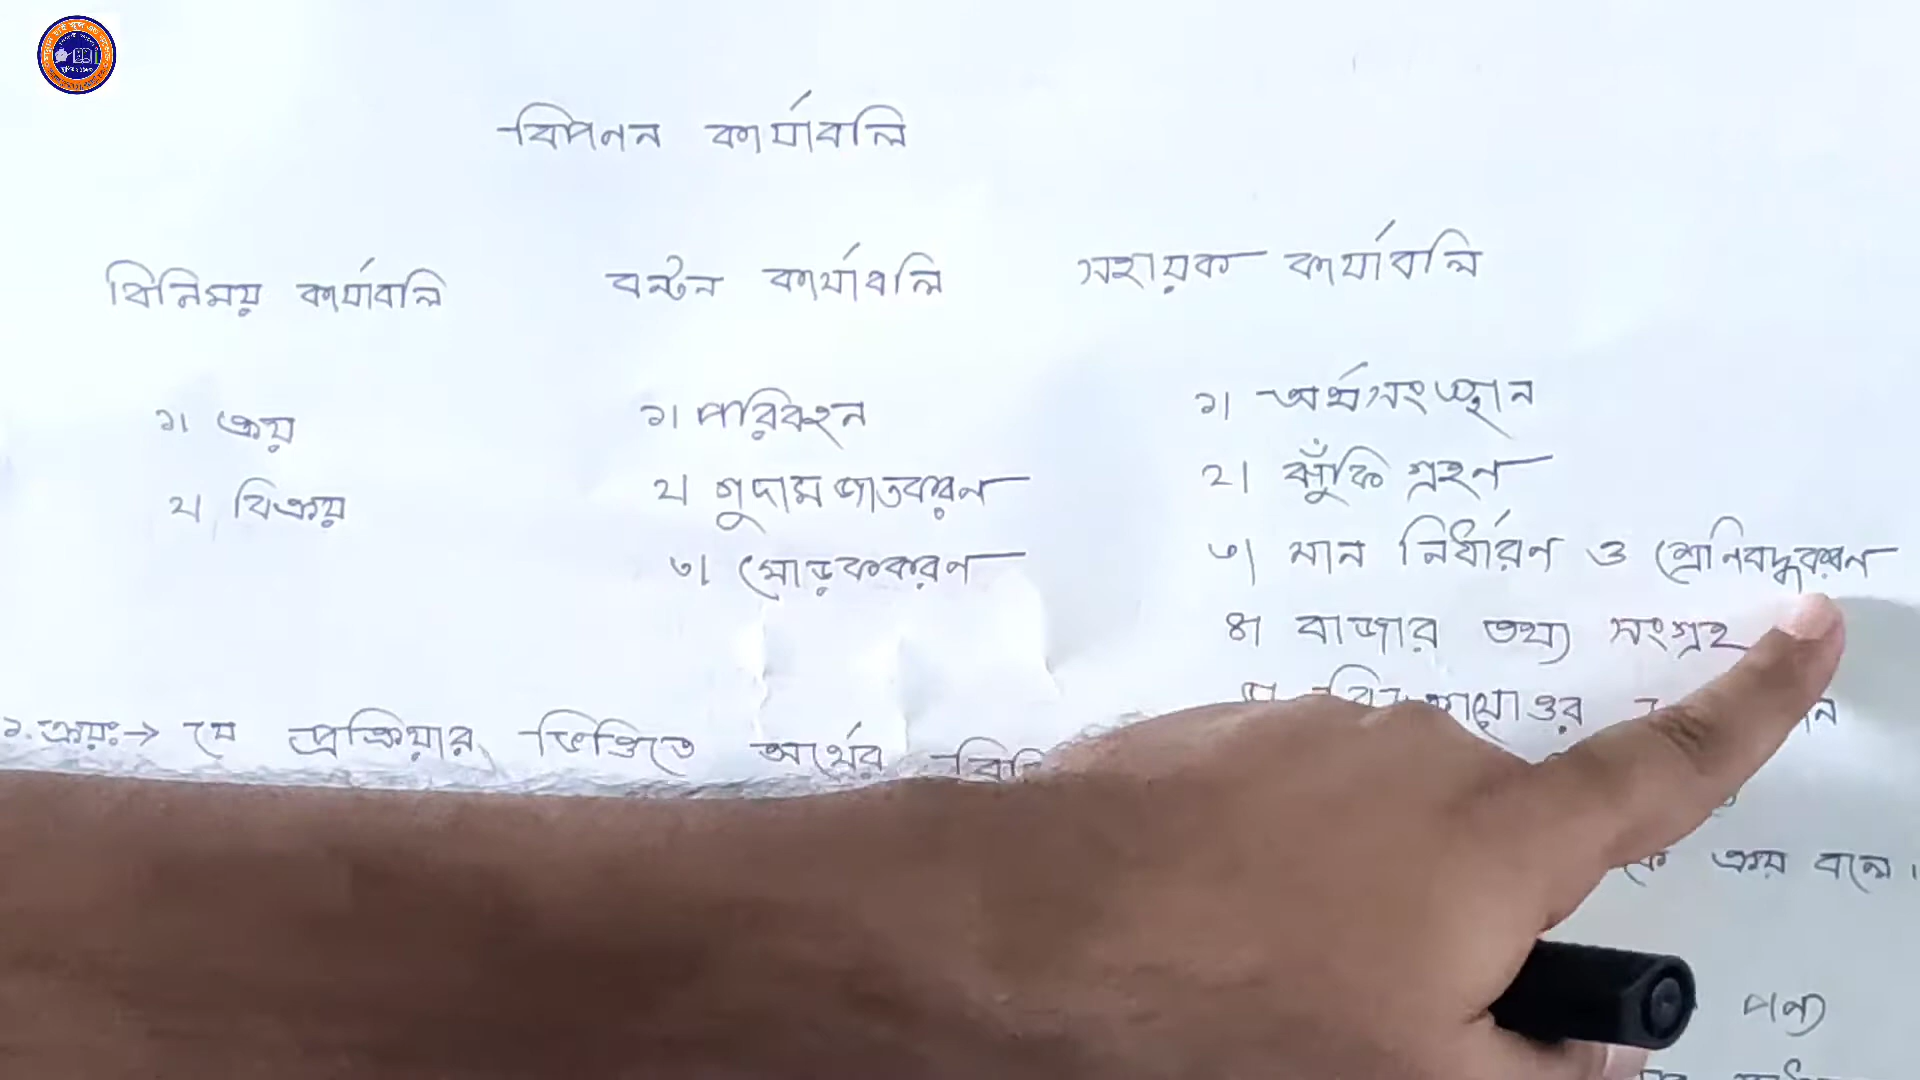 বিপণন কার্যাবলি
বিনিময় কার্যাবলি
বন্টন কার্যাবলি
সহায়ক কার্যাবলি
১। ক্রয়
২। বিক্রয়
১। পরিবহন
২। গুদামজাতকরণ
৩। মোড়ককরণ
১। অর্থসংস্থান
২। ঝুঁকি গ্রহণ
৩। মান নির্ধারণ ও শ্রেনিবদ্ধকরণ
৪। বাজার তথ্য সংগ্রহ
১. ক্রয়ঃ→ যে প্রক্রিয়ার ভিত্তিতে অর্থের
ক্রয় বলে।
পণ্য